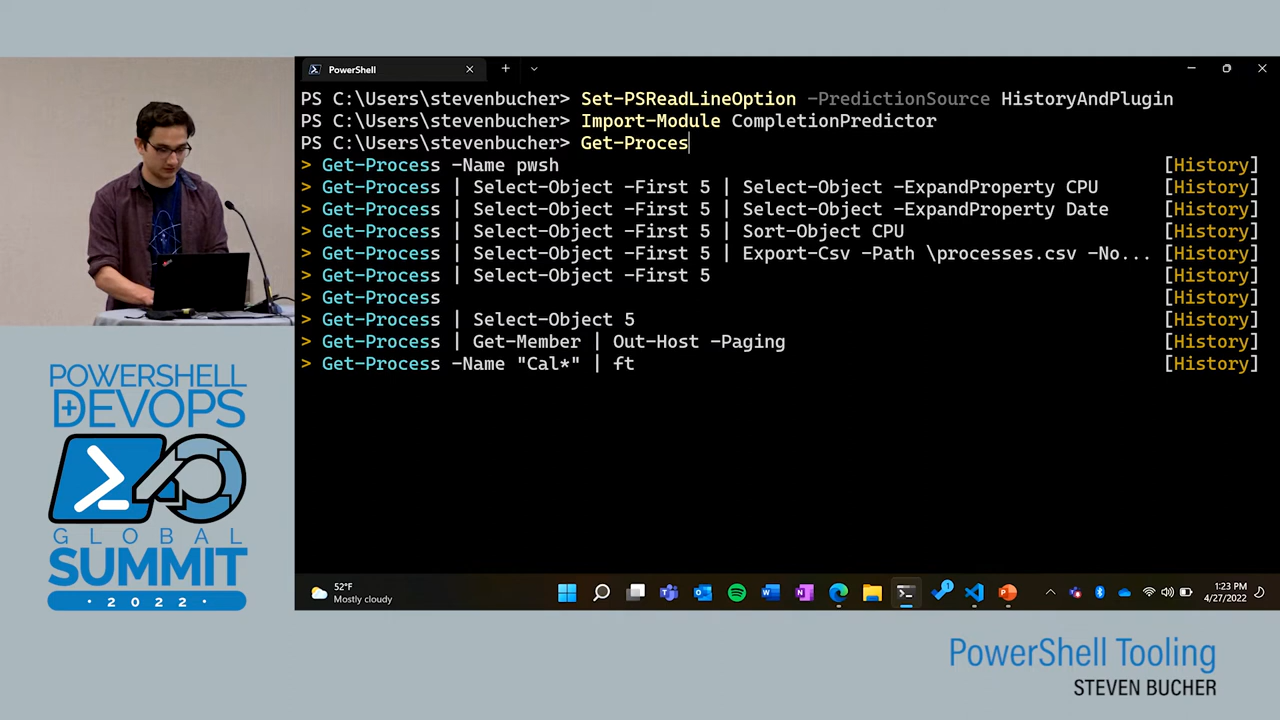 PowerShell
PS C:\Users\stevenbucher> Set-PSReadLineOption -PredictionSource HistoryAndPlugin
PS C:\Users\stevenbucher> Import-Module CompletionPredictor
PS C:\Users\stevenbucher> Get-Proces
> Get-Process -Name pwsh [History]
> Get-Process | Select-Object -First 5 | Select-Object -ExpandProperty CPU [History]
> Get-Process | Select-Object -First 5 | Select-Object -ExpandProperty Date [History]
> Get-Process | Select-Object -First 5 | Sort-Object CPU [History]
> Get-Process | Select-Object -First 5 | Export-Csv -Path \processes.csv -No... [History]
> Get-Process | Select-Object -First 5 [History]
> Get-Process [History]
> Get-Process | Select-Object 5 [History]
> Get-Process | Get-Member | Out-Host -Paging [History]
> Get-Process -Name "Cal*" | ft [History]
POWERSHELL
+DEVOPS
GLOBAL
SUMMIT
· 2 0 2 2 ·
52°F
Mostly cloudy
1:23 PM
4/27/2022
PowerShell Tooling
STEVEN BUCHER